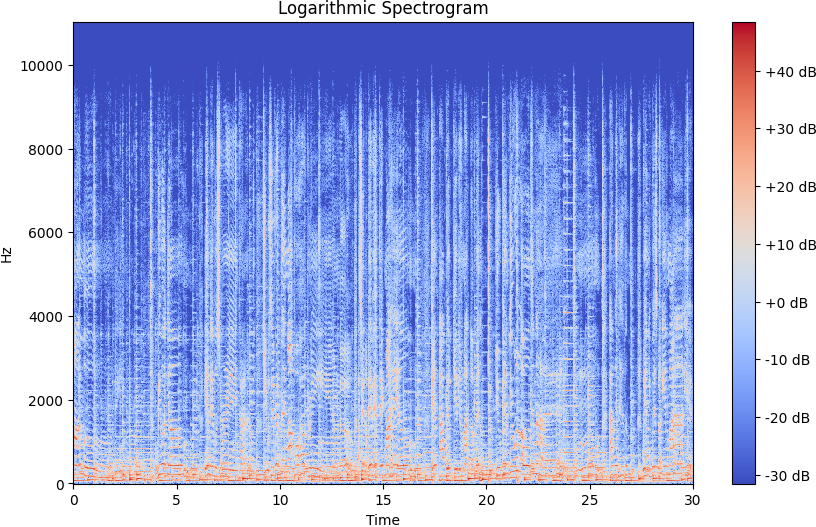 Logarithmic Spectrogram
10000
8000
6000
4000
2000
0
Hz
0 5 10 15 20 25 30
Time
+40 dB
+30 dB
+20 dB
+10 dB
+0 dB
-10 dB
-20 dB
-30 dB